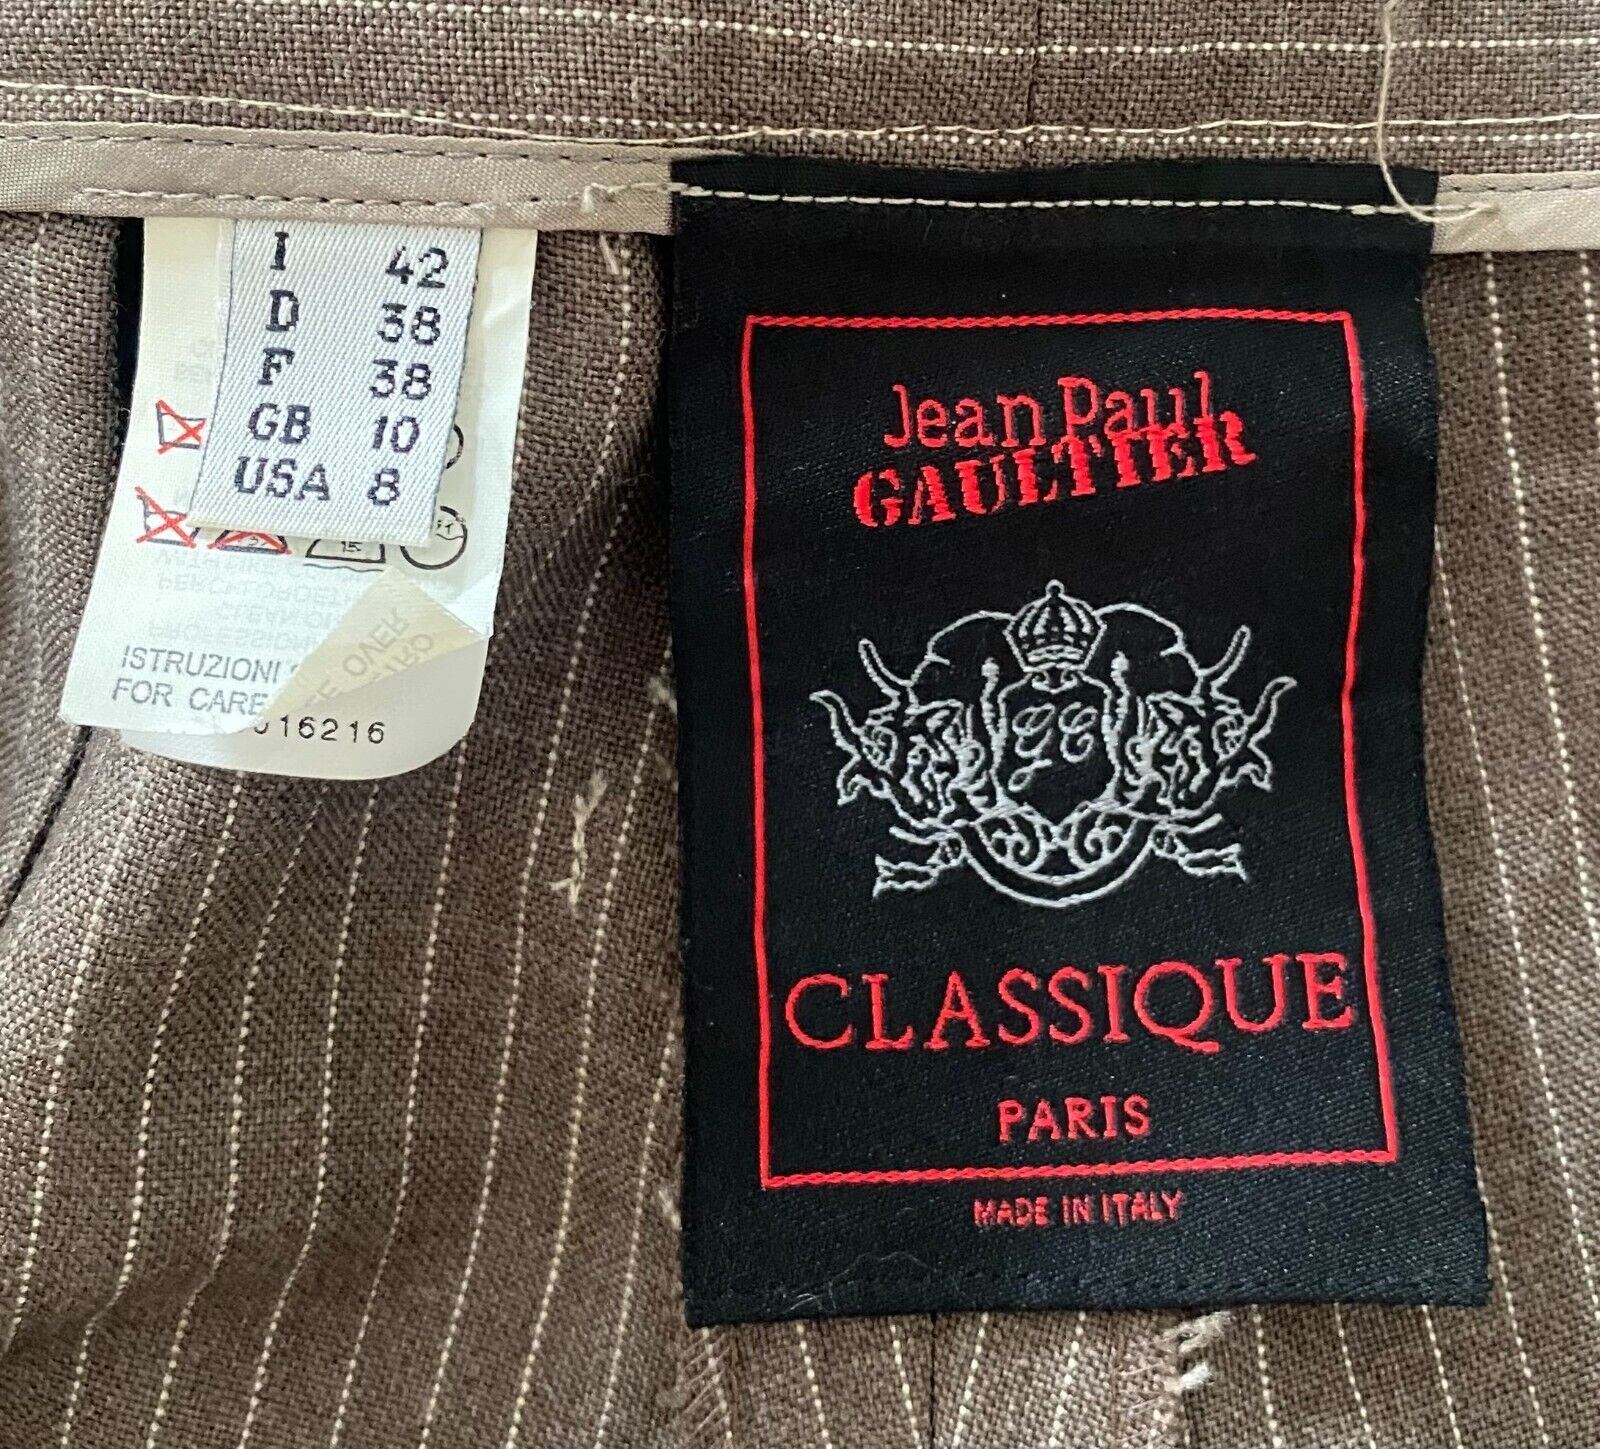 I 42
D 38
F 38
GB 10
USA 8
ISTRUZIONI
FOR CARE
E OVER
16216
Jean Paul
GAULTIER
CLASSIQUE
PARIS
MADE IN ITALY